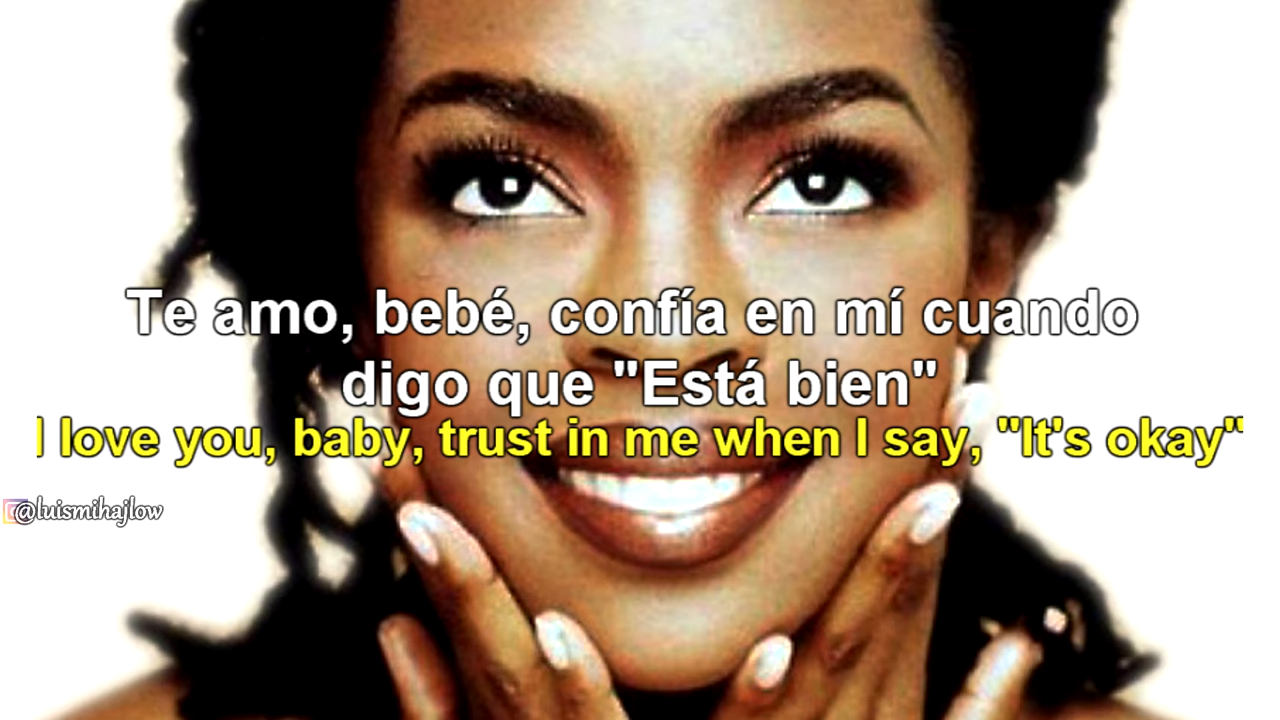 Te amo, bebé, confía en mí cuando
digo que "Está bien"
I love you, baby, trust in me when I say, "It's okay"
@luismihajlow